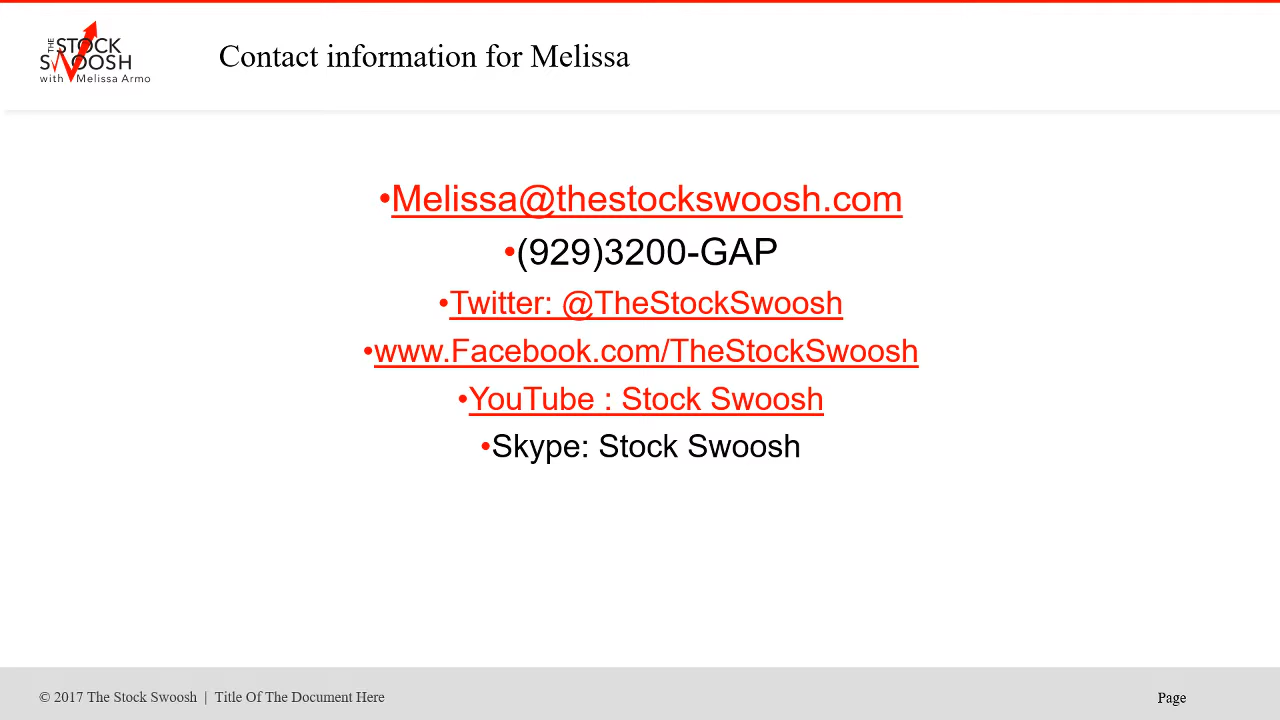 THE STOCK
SWOOSH
with Melissa Armo
Contact information for Melissa
•Melissa@thestockswoosh.com
•(929)3200-GAP
•Twitter: @TheStockSwoosh
•www.Facebook.com/TheStockSwoosh
•YouTube : Stock Swoosh
•Skype: Stock Swoosh
© 2017 The Stock Swoosh | Title Of The Document Here
Page